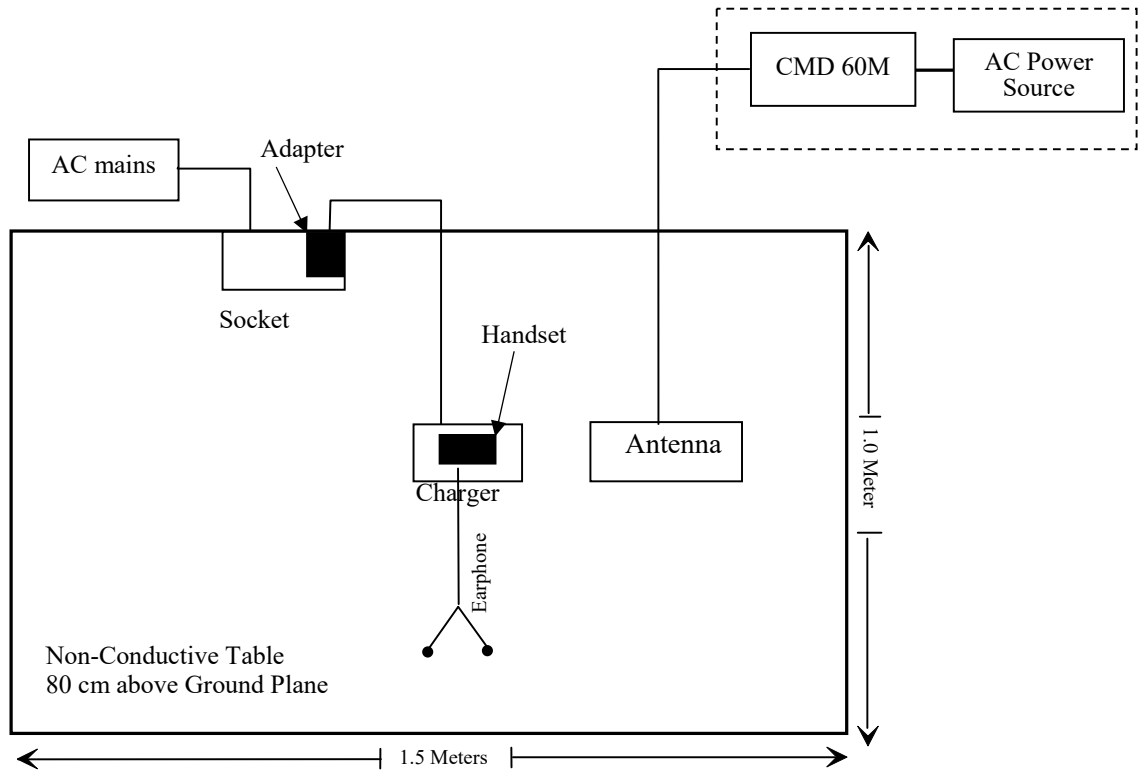 CMD 60M
AC Power
Source
AC mains
Adapter
Socket
Handset
Antenna
Charger
1.0 Meter
Earphone
Non-Conductive Table
80 cm above Ground Plane
1.5 Meters